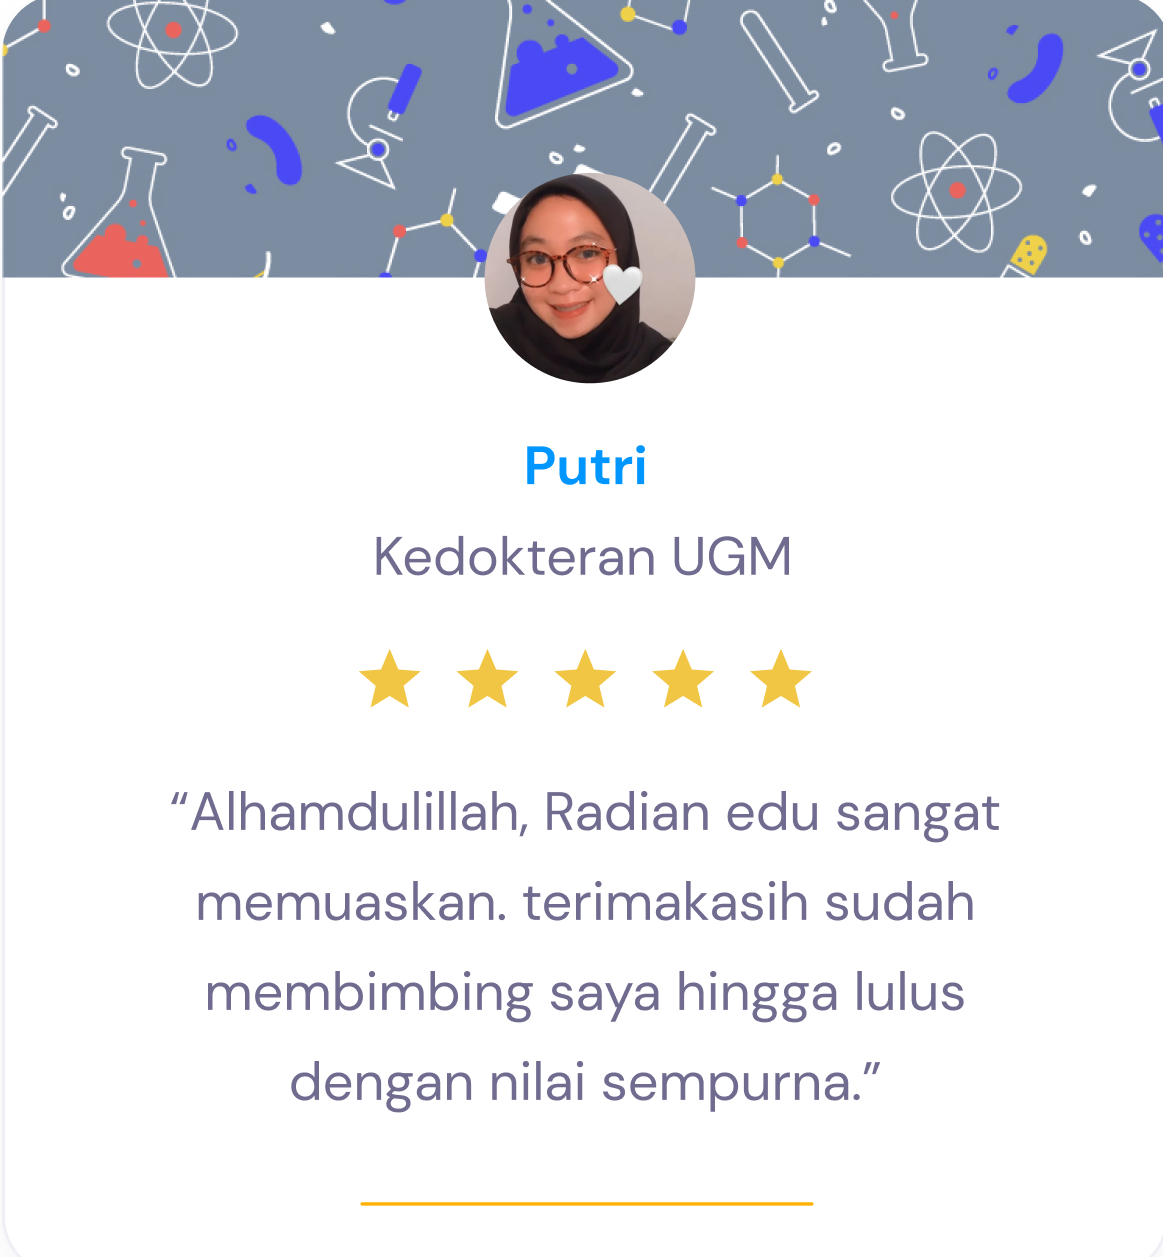 Putri
Kedokteran UGM
“Alhamdulillah, Radian edu sangat
memuaskan. terimakasih sudah
membimbing saya hingga lulus
dengan nilai sempurna.”